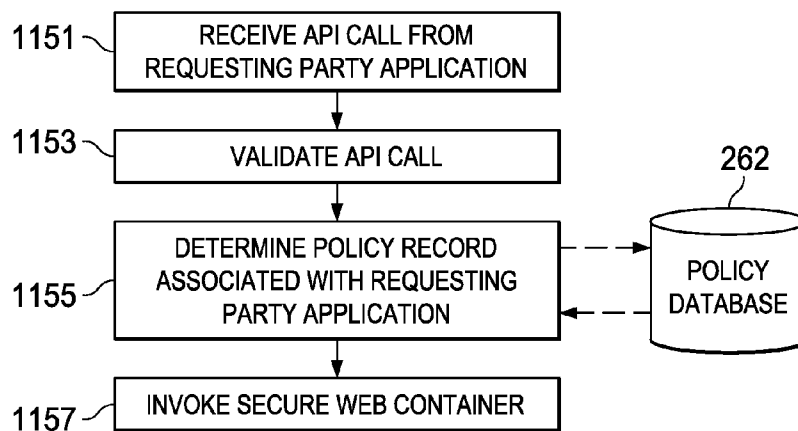 1151
RECEIVE API CALL FROM
REQUESTING PARTY APPLICATION
1153
VALIDATE API CALL
262
1155
DETERMINE POLICY RECORD
ASSOCIATED WITH REQUESTING
PARTY APPLICATION
POLICY
DATABASE
1157
INVOKE SECURE WEB CONTAINER